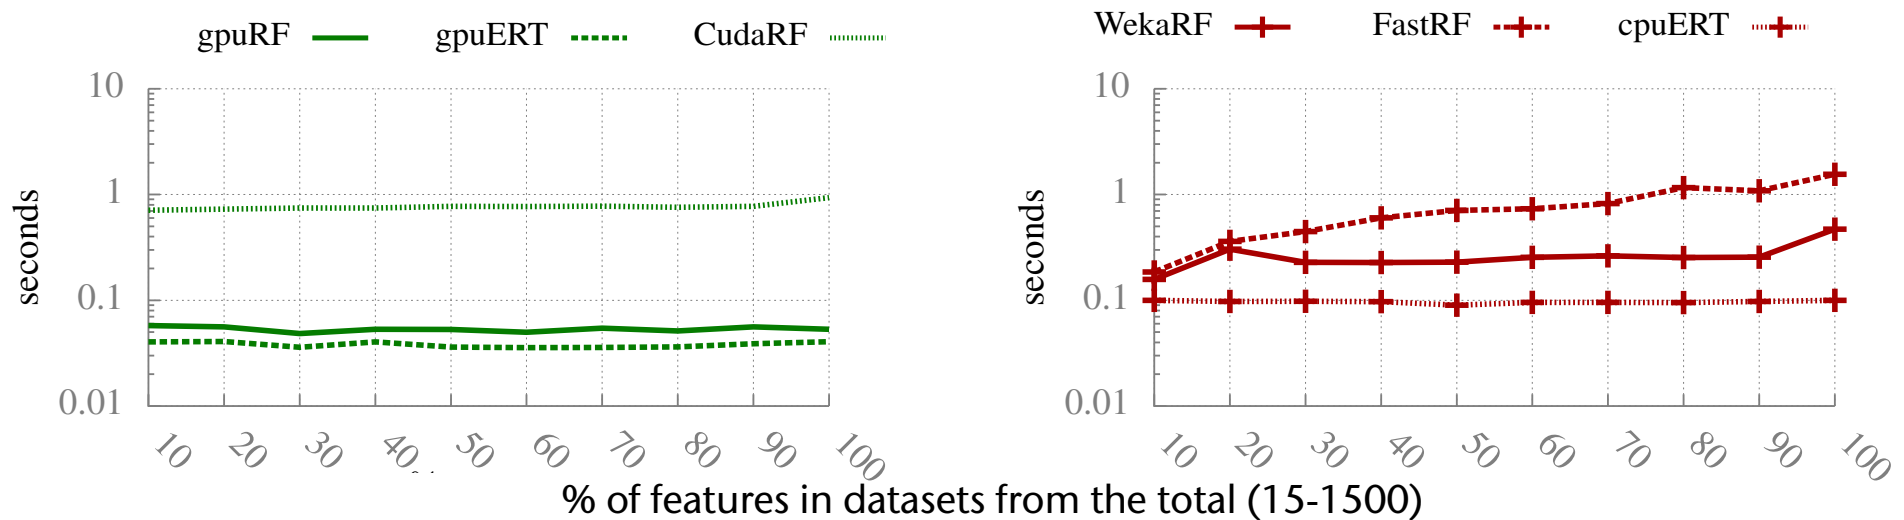 gpuRF gpuERT CudaRF
10
1
0.1
0.01
seconds
10 20 30 40 50 60 70 80 90 100
WekaRF FastRF cpuERT
10
1
0.1
0.01
seconds
10 20 30 40 50 60 70 80 90 100
% of features in datasets from the total (15-1500)